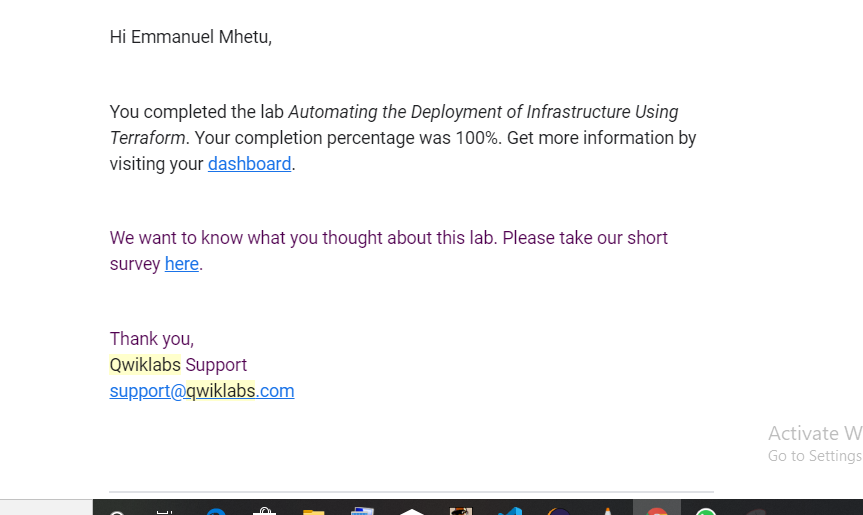 Hi Emmanuel Mhetu,
You completed the lab Automating the Deployment of Infrastructure Using
Terraform. Your completion percentage was 100%. Get more information by
visiting your dashboard.
We want to know what you thought about this lab. Please take our short
survey here.
Thank you,
Qwiklabs Support
support@qwiklabs.com
Activate W
Go to Settings